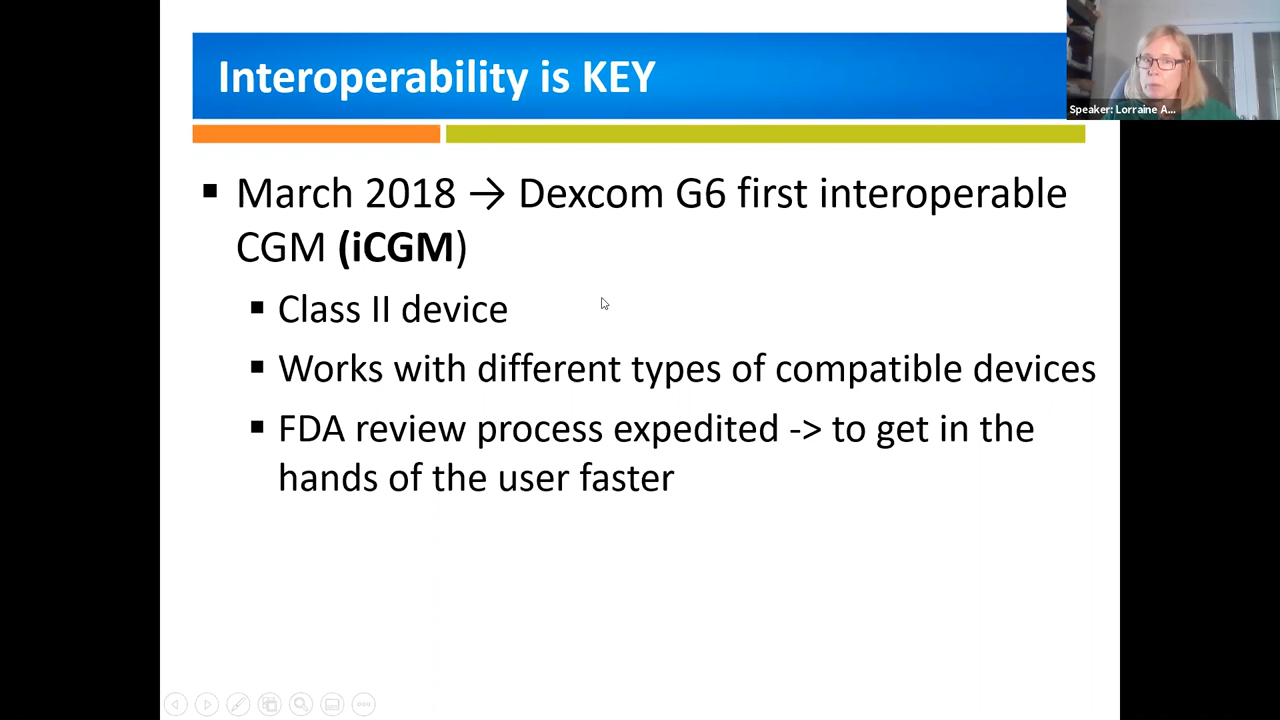 Interoperability is KEY
Speaker: Lorraine A...
▪ March 2018 → Dexcom G6 first interoperable
CGM (iCGM)
▪ Class II device
▪ Works with different types of compatible devices
▪ FDA review process expedited -> to get in the
hands of the user faster